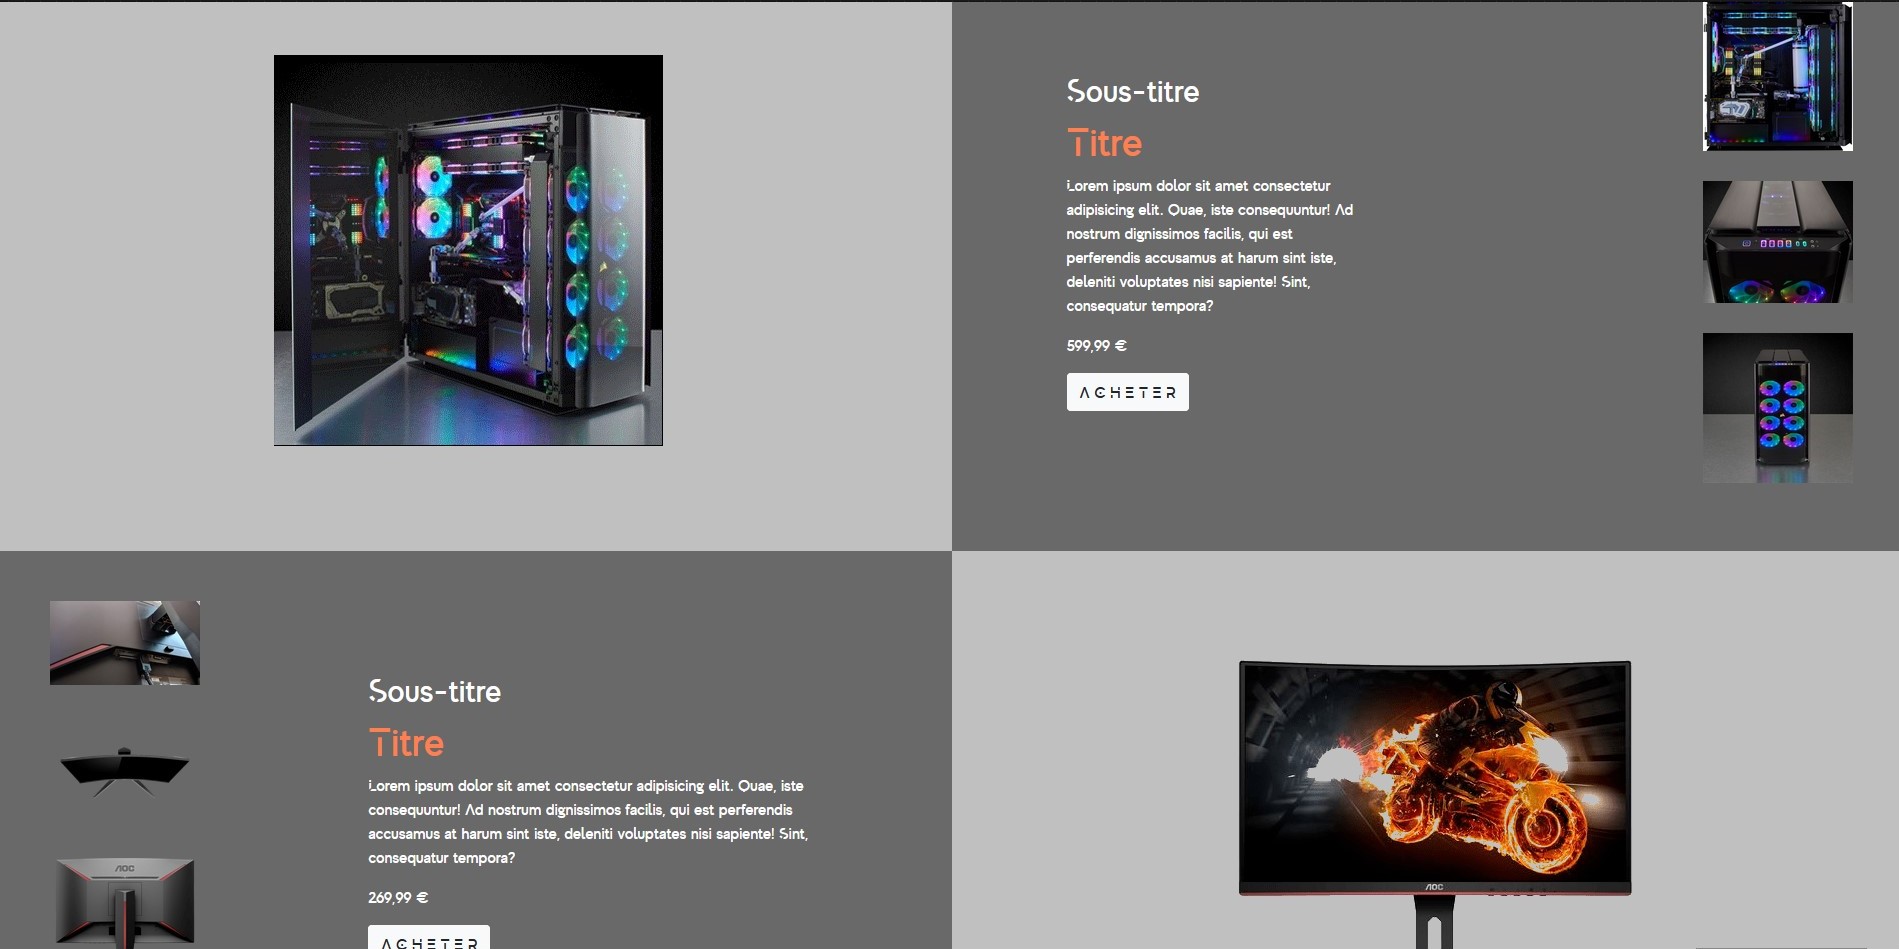 Sous-titre
Titre
Lorem ipsum dolor sit amet consectetur
adipisicing elit. Quae, iste consequuntur! Ad
nostrum dignissimos facilis, qui est
perferendis accusamus at harum sint iste,
deleniti voluptates nisi sapiente! Sint,
consequatur tempora?
599,99 €
ACHETER
Sous-titre
Titre
Lorem ipsum dolor sit amet consectetur adipisicing elit. Quae, iste
consequuntur! Ad nostrum dignissimos facilis, qui est perferendis
accusamus at harum sint iste, deleniti voluptates nisi sapiente! Sint,
consequatur tempora?
269,99 €
ACHETER
AOC
AOC